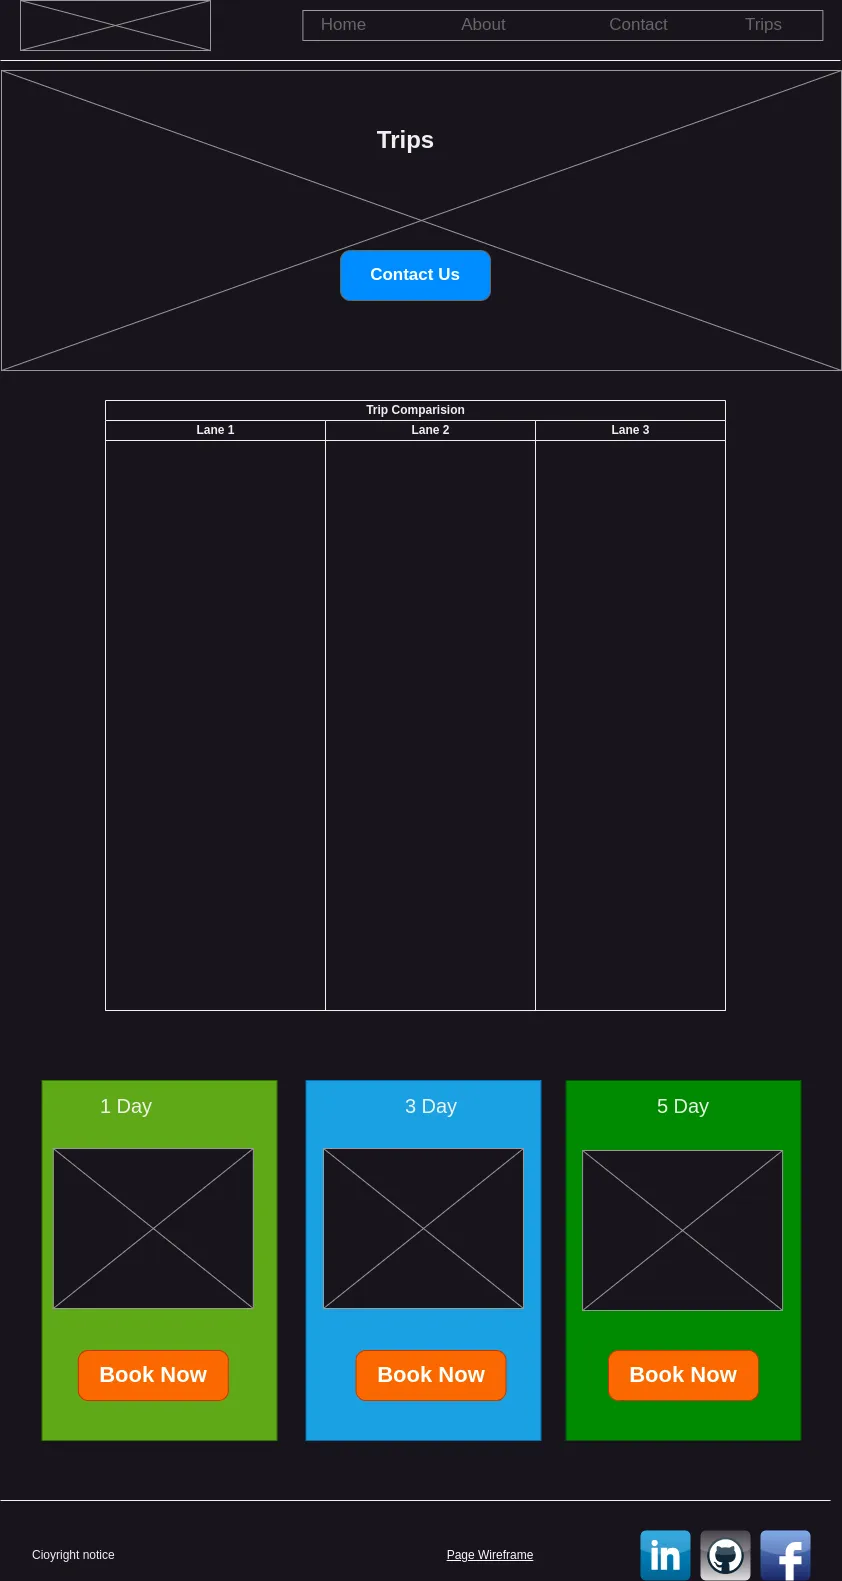 Home About Contact Trips
Trips
Contact Us
Trip Comparision
Lane 1 Lane 2 Lane 3
1 Day 3 Day 5 Day
Book Now Book Now Book Now
Cioyright notice Page Wireframe in f